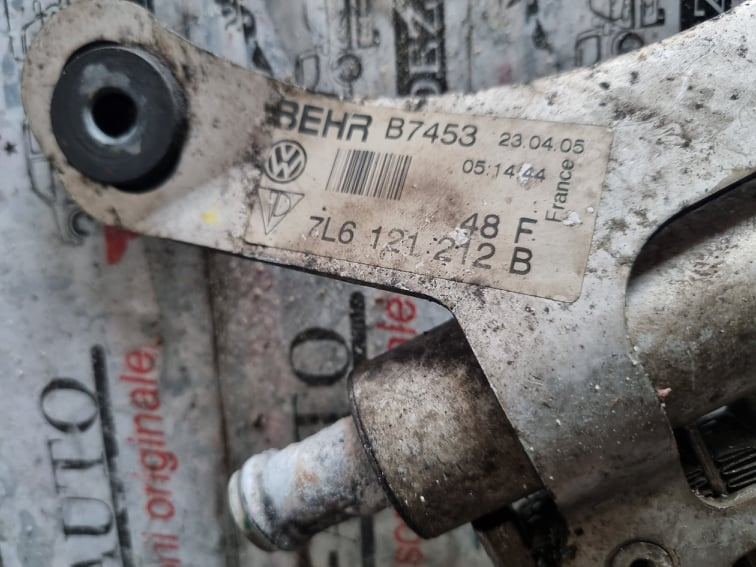 BEHR B7453 23.04.05
05:14:44
France
48 F
7L6 121 212 B
AUTO
originale